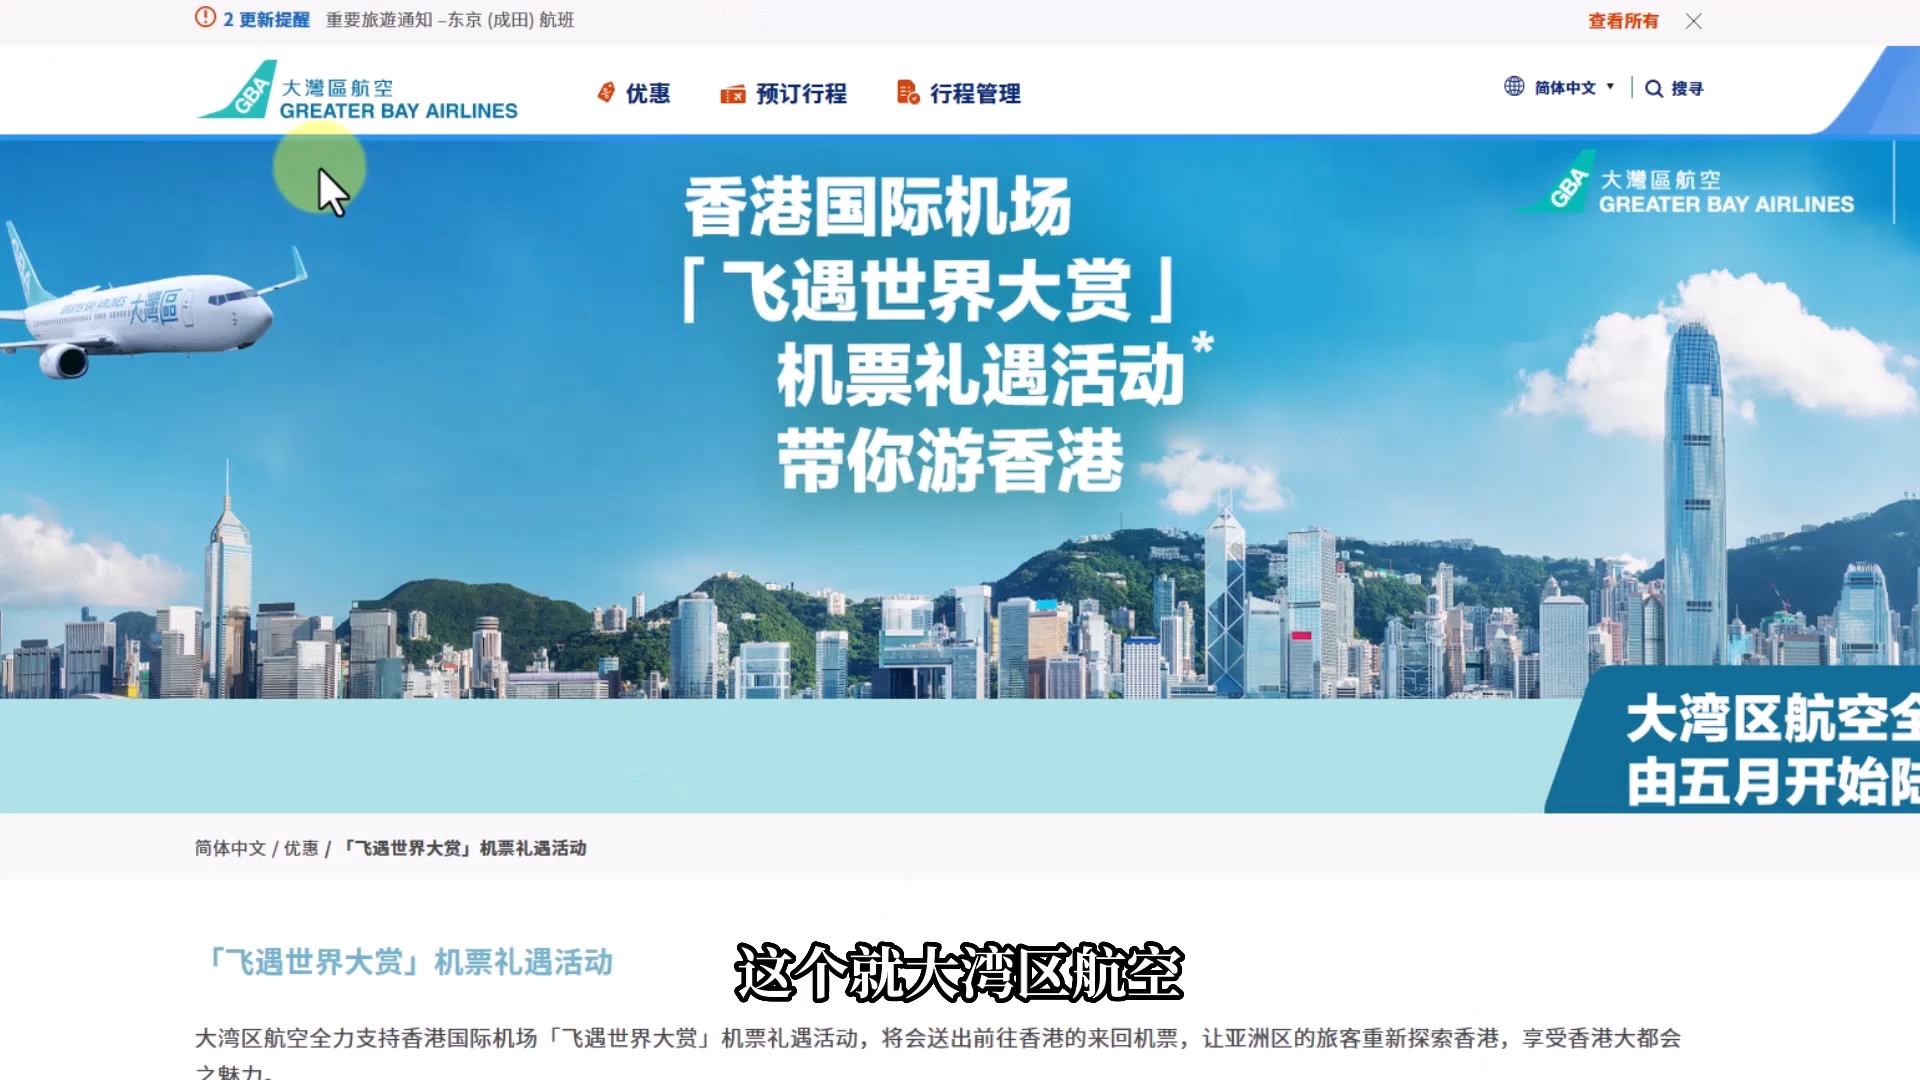 2 更新提醒 重要旅遊通知 –东京 (成田) 航班
查看所有
GBA 大灣區航空
GREATER BAY AIRLINES
优惠
预订行程
行程管理
简体中文
搜寻
香港国际机场
「飞遇世界大赏」
机票礼遇活动*
带你游香港
GBA 大灣區航空
GREATER BAY AIRLINES
GREATER BAY AIRLINES 大灣區
大湾区航空全
由五月开始陆
简体中文 / 优惠 / 「飞遇世界大赏」机票礼遇活动
「飞遇世界大赏」机票礼遇活动
这个就大湾区航空
大湾区航空全力支持香港国际机场「飞遇世界大赏」机票礼遇活动，将会送出前往香港的来回机票，让亚洲区的旅客重新探索香港，享受香港大都会
之魅力。